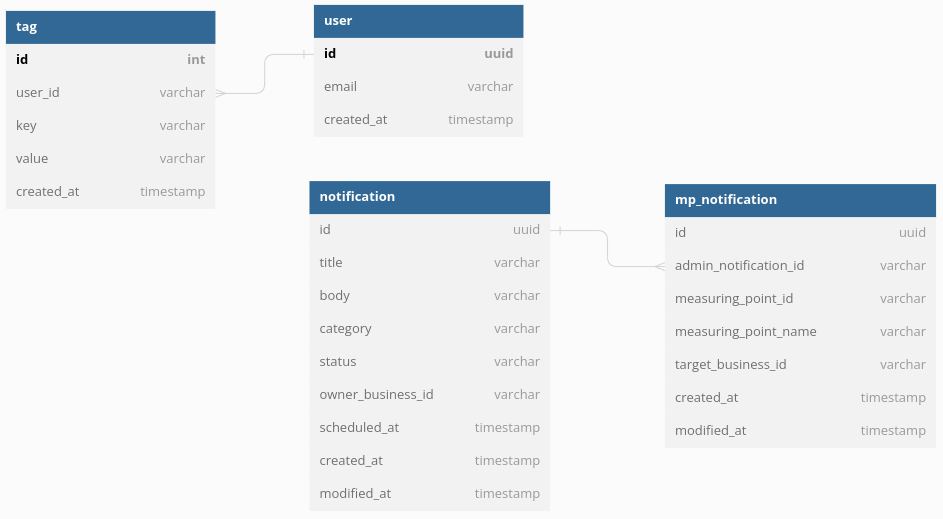 tag
id int
user_id varchar
key varchar
value varchar
created_at timestamp
user
id uuid
email varchar
created_at timestamp
notification
id uuid
title varchar
body varchar
category varchar
status varchar
owner_business_id varchar
scheduled_at timestamp
created_at timestamp
modified_at timestamp
mp_notification
id uuid
admin_notification_id varchar
measuring_point_id varchar
measuring_point_name varchar
target_business_id varchar
created_at timestamp
modified_at timestamp